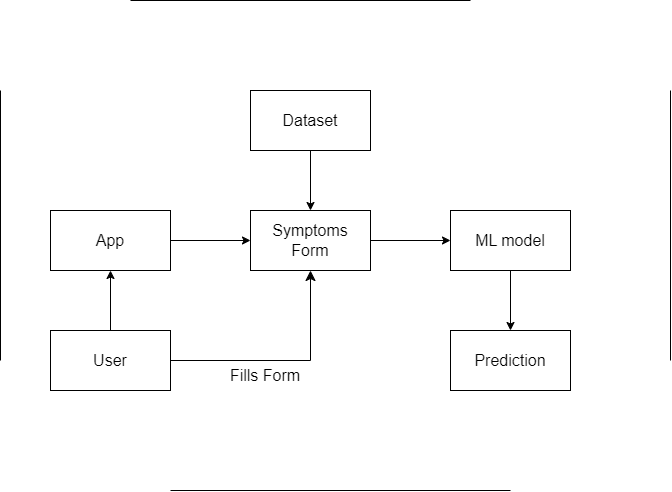 Dataset
App
Symptoms
Form
ML model
User
Fills Form
Prediction